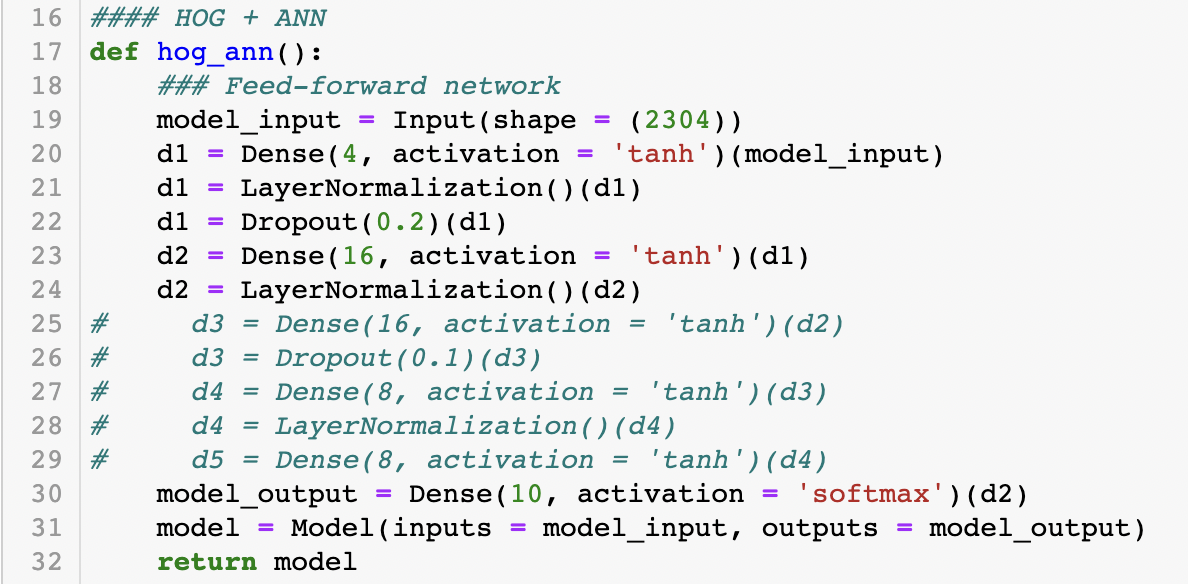 16 #### HOG + ANN
17 def hog_ann():
18     ### Feed-forward network
19     model_input = Input(shape = (2304))
20     d1 = Dense(4, activation = 'tanh')(model_input)
21     d1 = LayerNormalization()(d1)
22     d1 = Dropout(0.2)(d1)
23     d2 = Dense(16, activation = 'tanh')(d1)
24     d2 = LayerNormalization()(d2)
25 #     d3 = Dense(16, activation = 'tanh')(d2)
26 #     d3 = Dropout(0.1)(d3)
27 #     d4 = Dense(8, activation = 'tanh')(d3)
28 #     d4 = LayerNormalization()(d4)
29 #     d5 = Dense(8, activation = 'tanh')(d4)
30     model_output = Dense(10, activation = 'softmax')(d2)
31     model = Model(inputs = model_input, outputs = model_output)
32     return model